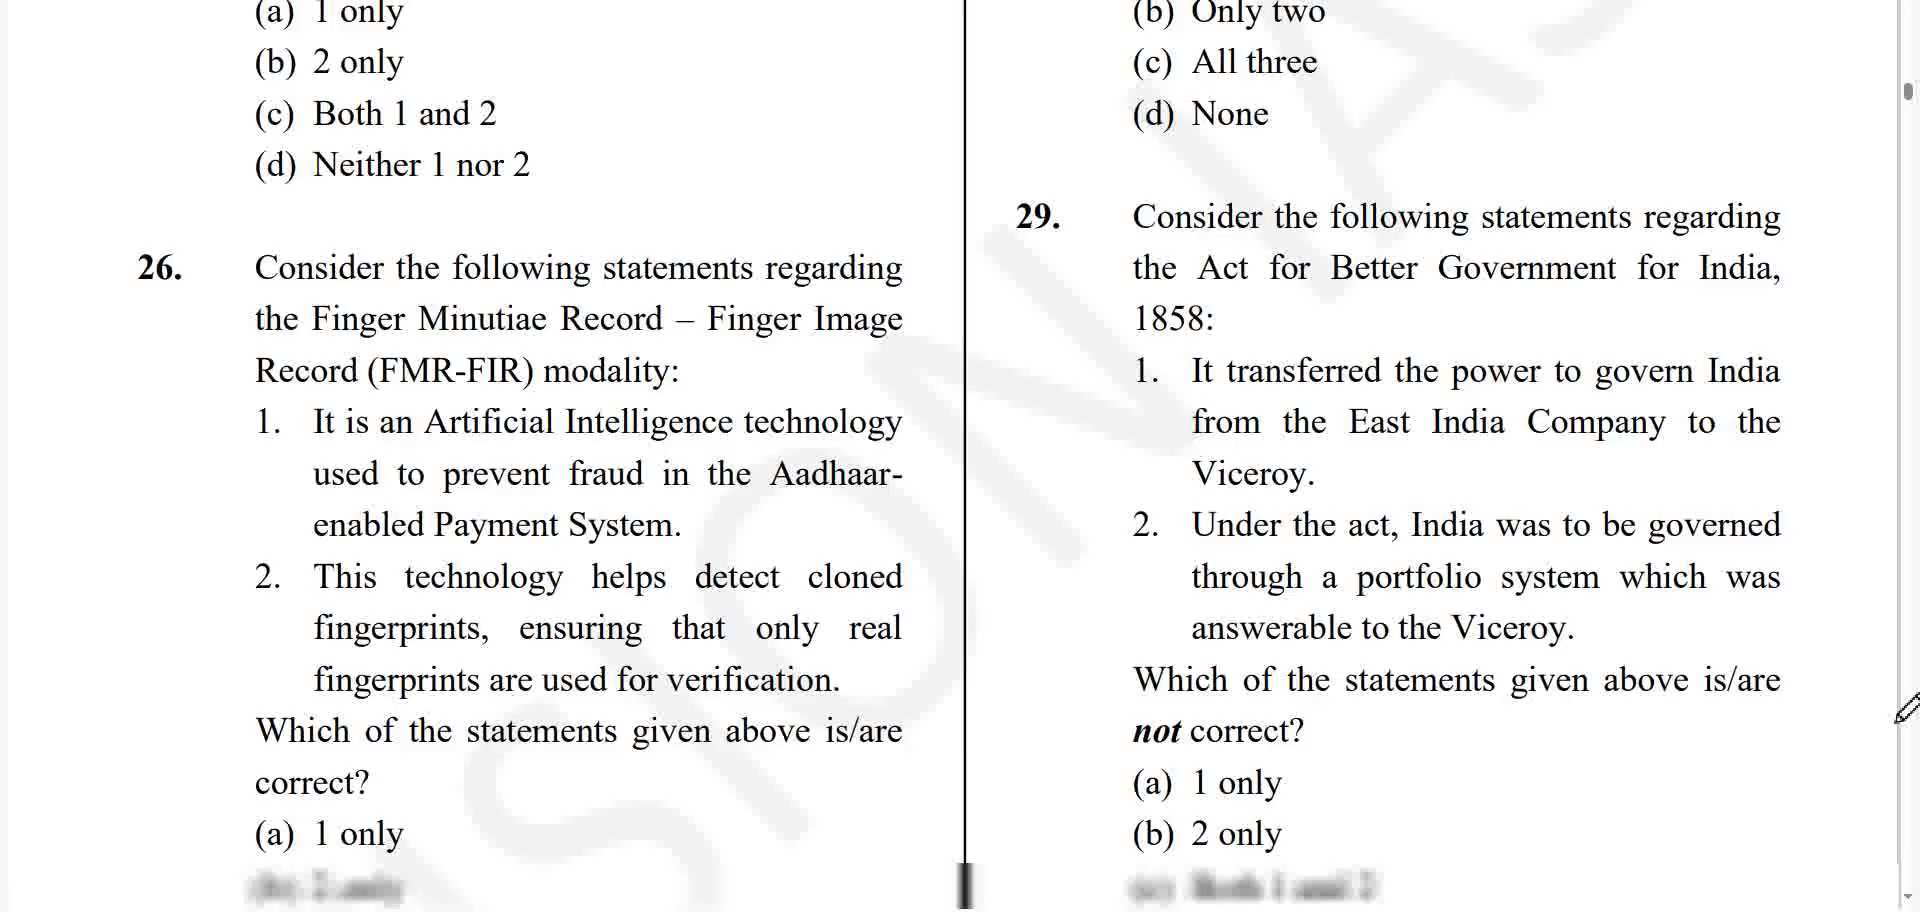 (a) 1 only
(b) 2 only
(c) Both 1 and 2
(d) Neither 1 nor 2
26. Consider the following statements regarding
the Finger Minutiae Record – Finger Image
Record (FMR-FIR) modality:
1. It is an Artificial Intelligence technology
used to prevent fraud in the Aadhaar-
enabled Payment System.
2. This technology helps detect cloned
fingerprints, ensuring that only real
fingerprints are used for verification.
Which of the statements given above is/are
correct?
(a) 1 only
(b) 2 only
(b) Only two
(c) All three
(d) None
29. Consider the following statements regarding
the Act for Better Government for India,
1858:
1. It transferred the power to govern India
from the East India Company to the
Viceroy.
2. Under the act, India was to be governed
through a portfolio system which was
answerable to the Viceroy.
Which of the statements given above is/are
not correct?
(a) 1 only
(b) 2 only
(c) Both 1 and 2